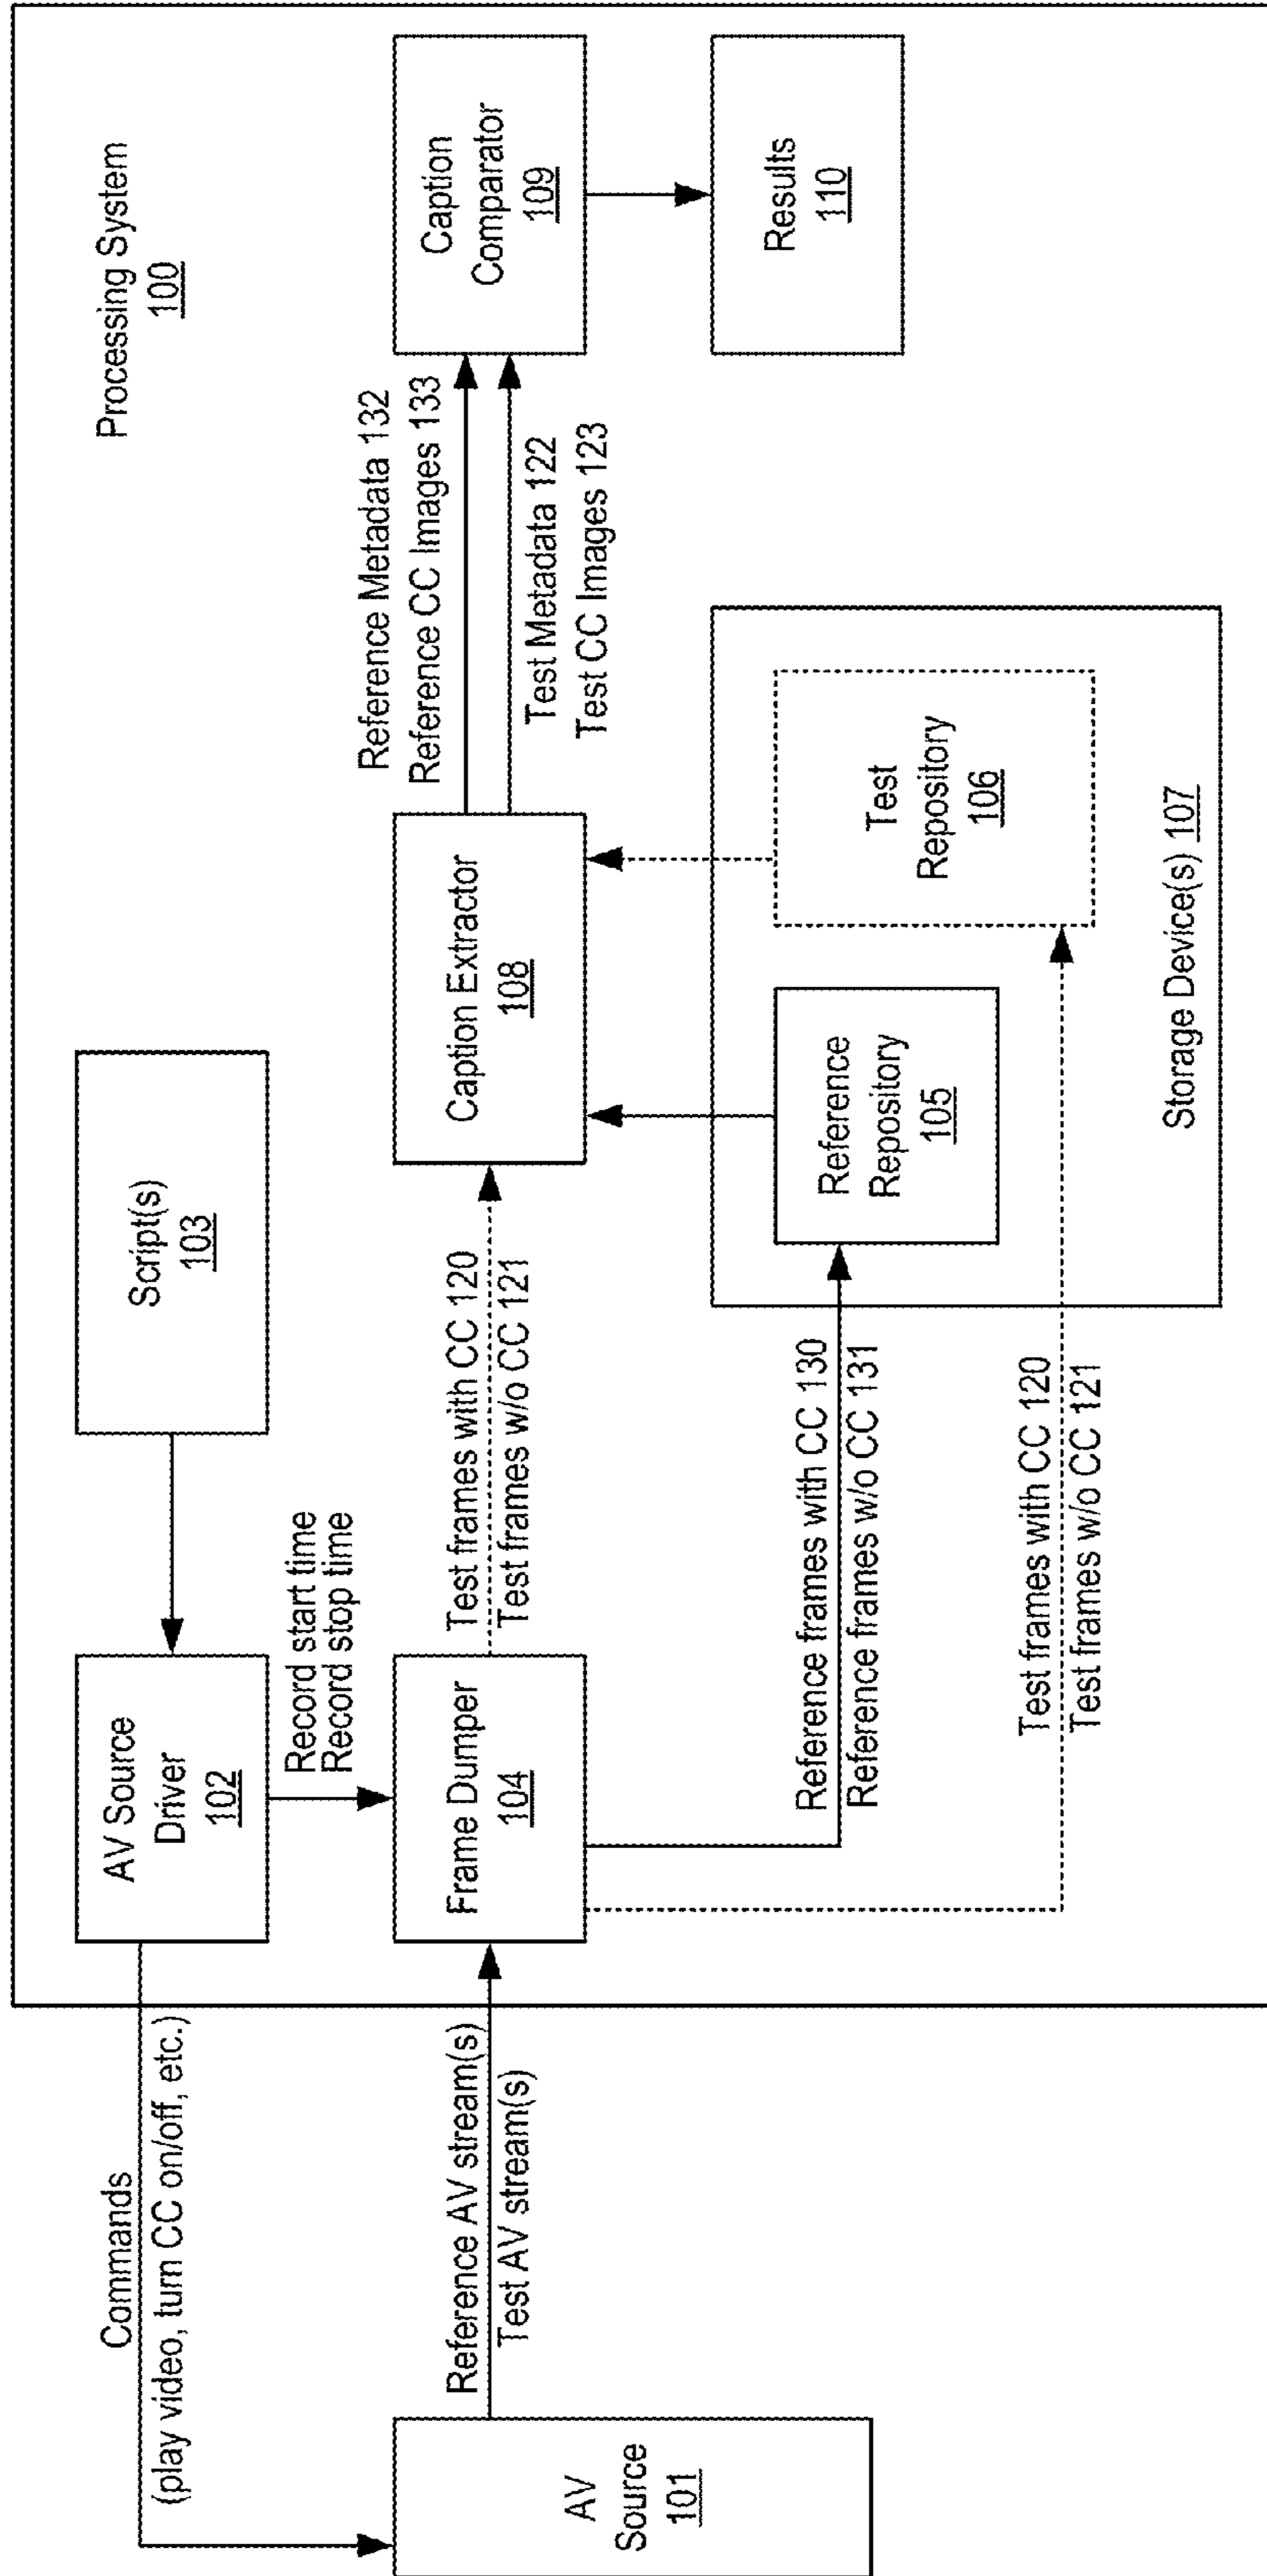 Processing System
100
Commands
(play video, turn CC on/off, etc.)
AV Source
Driver
102
Script(s)
103
Record start time
Record stop time
AV
Source
101
Reference AV stream(s)
Test AV stream(s)
Frame Dumper
104
Test frames with CC 120
Test frames w/o CC 121
Caption Extractor
108
Reference Metadata 132
Reference CC Images 133
Test Metadata 122
Test CC Images 123
Caption
Comparator
109
Results
110
Reference frames with CC 130
Reference frames w/o CC 131
Reference
Repository
105
Test
Repository
106
Test frames with CC 120
Test frames w/o CC 121
Storage Device(s) 107